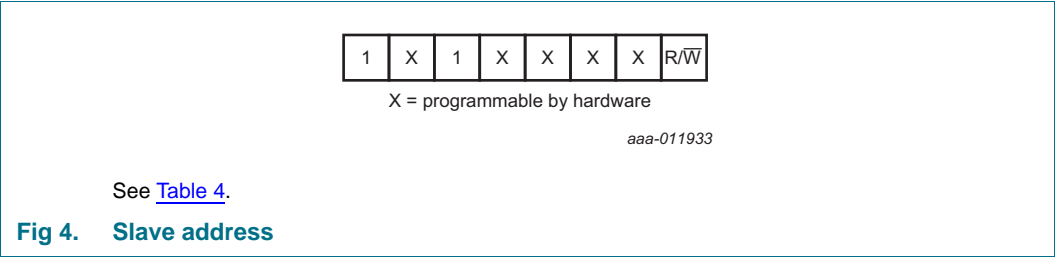 1 X 1 X X X X R/W̅
X = programmable by hardware
aaa-011933
See Table 4.
Fig 4. Slave address